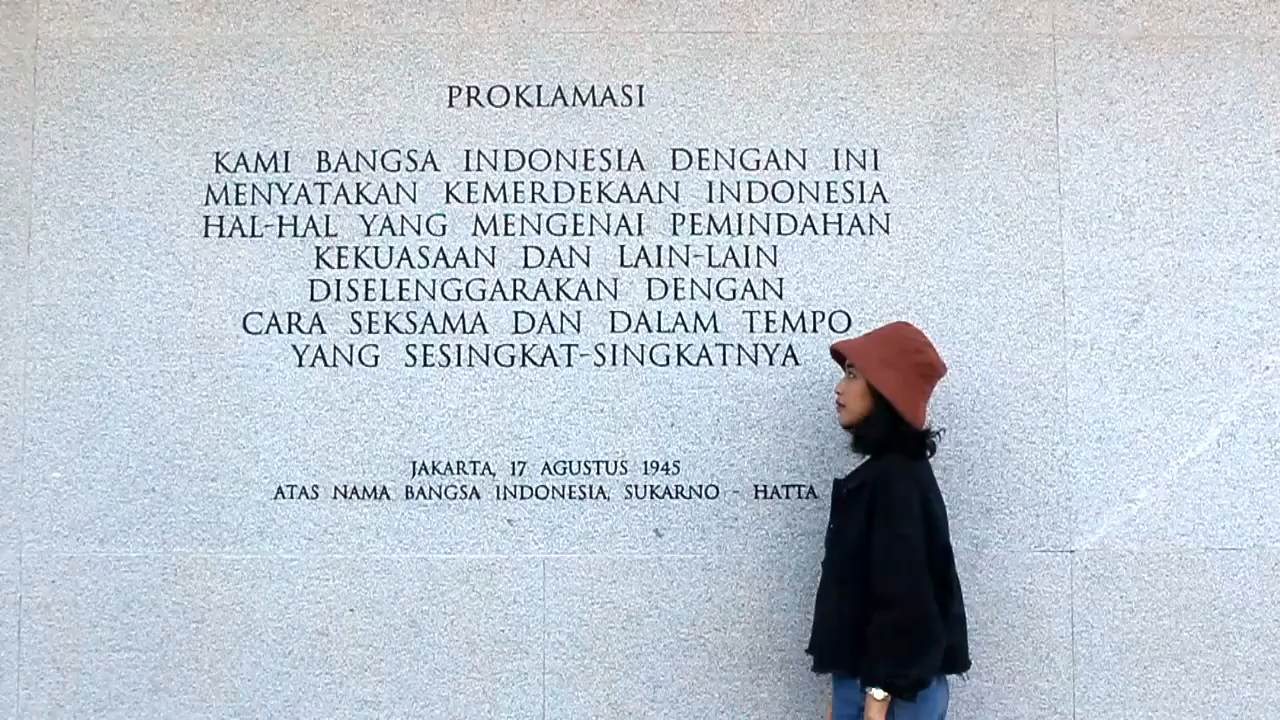 PROKLAMASI
KAMI BANGSA INDONESIA DENGAN INI
MENYATAKAN KEMERDEKAAN INDONESIA
HAL-HAL YANG MENGENAI PEMINDAHAN
KEKUASAAN DAN LAIN-LAIN
DISELENGGARAKAN DENGAN
CARA SEKSAMA DAN DALAM TEMPO
YANG SESINGKAT-SINGKATNYA
JAKARTA, 17 AGUSTUS 1945
ATAS NAMA BANGSA INDONESIA, SUKARNO - HATTA